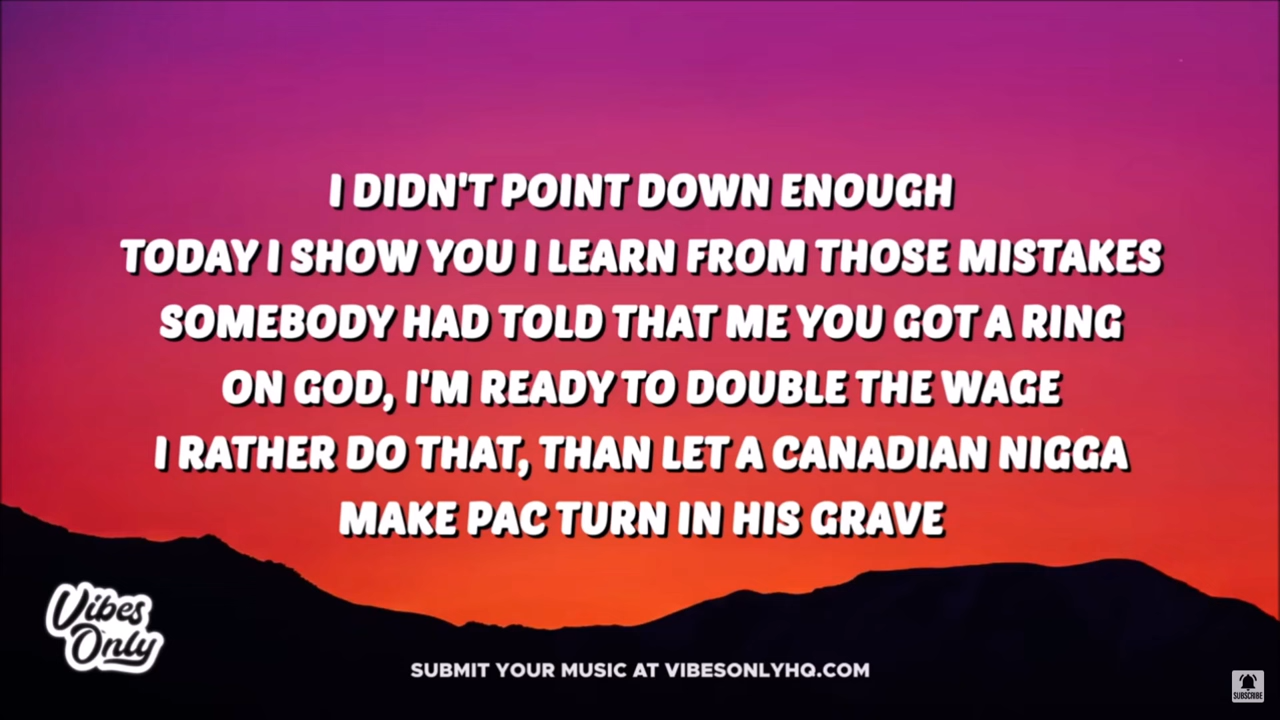 I DIDN'T POINT DOWN ENOUGH
TODAY I SHOW YOU I LEARN FROM THOSE MISTAKES
SOMEBODY HAD TOLD THAT ME YOU GOT A RING
ON GOD, I'M READY TO DOUBLE THE WAGE
I RATHER DO THAT, THAN LET A CANADIAN NIGGA
MAKE PAC TURN IN HIS GRAVE
Vibes
Only
SUBMIT YOUR MUSIC AT VIBESONLYHQ.COM
SUBSCRIBE